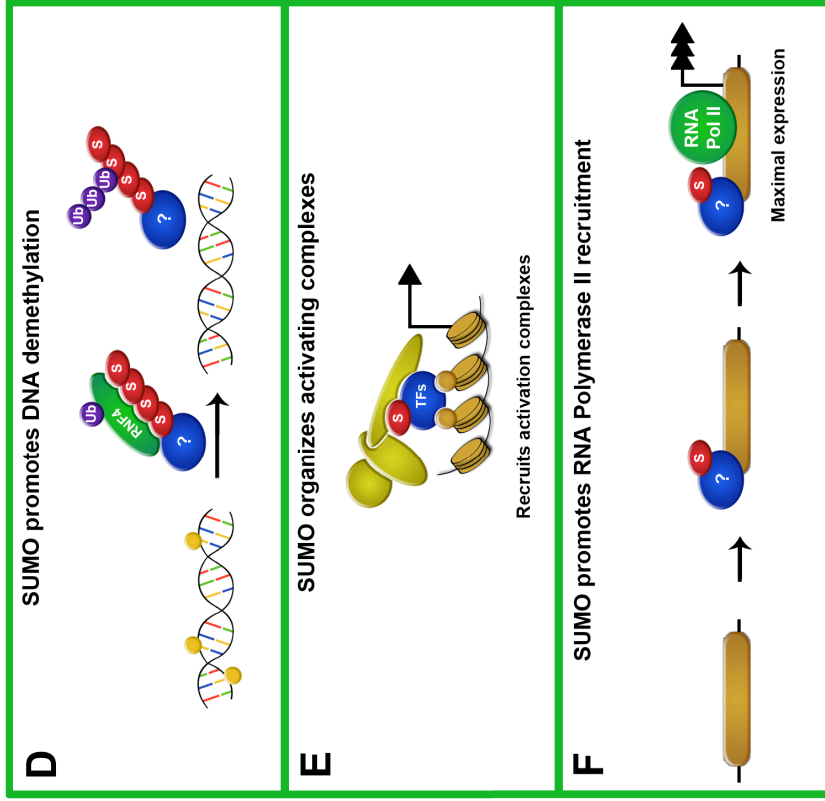 D
SUMO promotes DNA demethylation
Ub
RNF4
S
S
S
S
?
Ub
Ub
Ub
S
S
S
S
?
E
SUMO organizes activating complexes
S
TFs
Recruits activation complexes
F
SUMO promotes RNA Polymerase II recruitment
S
?
S
?
RNA
Pol II
Maximal expression